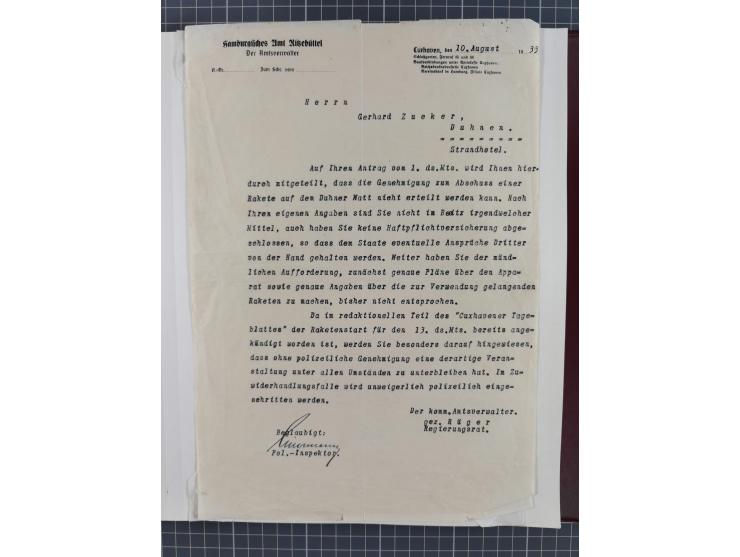 Hamburgisches Amt Ritzebüttel
Der Amtsverwalter
Cuxhaven, den 10. August 1933
Herrn
Gerhard Zucker,
Duhnen.
=========
Strandhotel.
Auf Ihren Antrag vom 1. ds.Mts. wird Ihnen hier-
durch mitgeteilt, dass die Genehmigung zum Abschuss einer
Rakete auf dem Duhner Watt nicht erteilt werden kann. Nach
Ihren eigenen Angaben sind Sie nicht im Besitz irgendwelcher
Mittel, auch haben Sie keine Haftpflichtversicherung abge-
schlossen, so dass dem Staate eventuelle Ansprüche Dritter
von der Hand gehalten werden. Weiter haben Sie der münd-
lichen Aufforderung, zunächst genaue Pläne über den Appa-
rat sowie genaue Angaben über die zur Verwendung gelangenden
Raketen zu machen, bisher nicht entsprochen.
Da im redaktionellen Teil des "Cuxhavener Tage-
blattes" der Raketenstart für den 13. ds.Mts. bereits ange-
kündigt worden ist, werden Sie besonders darauf hingewiesen,
dass ohne polizeiliche Genehmigung eine derartige Veran-
staltung unter allen Umständen zu unterbleiben hat. Im Zu-
widerhandlungsfalle wird unweigerlich polizeilich einge-
schritten werden.
Der komm.Amtsverwalter.
gez. Rüger
Regierungsrat.
Beglaubigt:
Pol.-Inspektor.